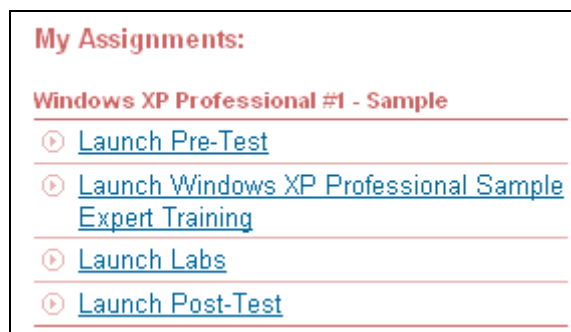 My Assignments:
Windows XP Professional #1 - Sample
Launch Pre-Test
Launch Windows XP Professional Sample
Expert Training
Launch Labs
Launch Post-Test